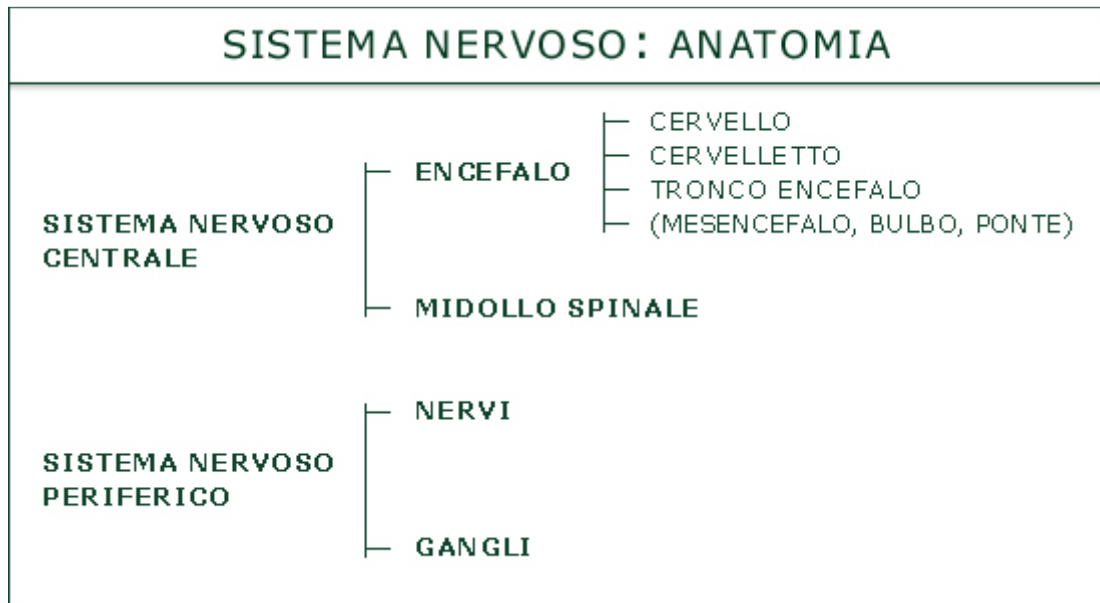 SISTEMA NERVOSO: ANATOMIA
CERVELLO
CERVELLETTO
ENCEFALO
TRONCO ENCEFALO
(MESENCEFALO, BULBO, PONTE)
SISTEMA NERVOSO
CENTRALE
MIDOLLO SPINALE
NERVI
SISTEMA NERVOSO
PERIFERICO
GANGLI